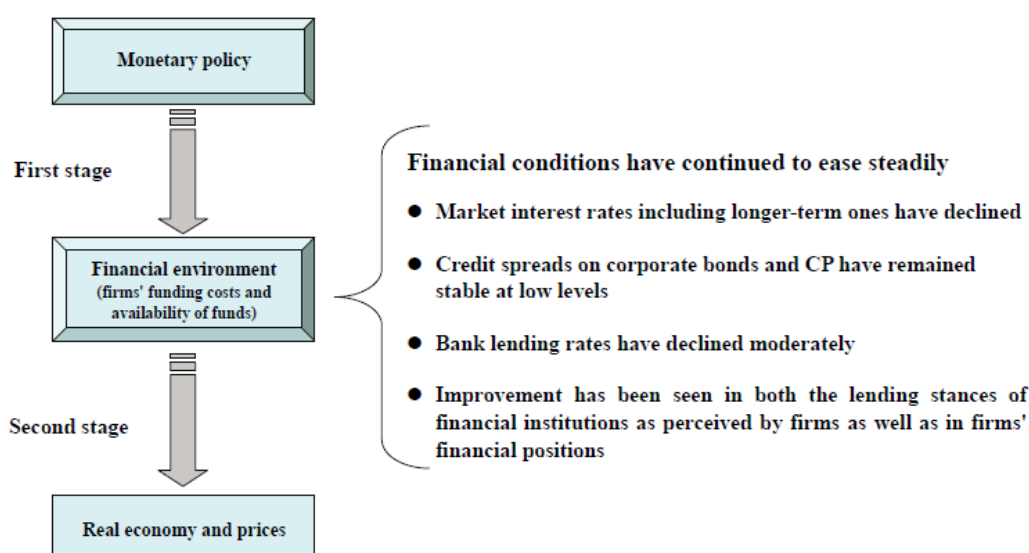 Monetary policy
First stage
Financial environment
(firms' funding costs and
availability of funds)
Second stage
Real economy and prices
Financial conditions have continued to ease steadily
● Market interest rates including longer-term ones have declined
● Credit spreads on corporate bonds and CP have remained
stable at low levels
● Bank lending rates have declined moderately
● Improvement has been seen in both the lending stances of
financial institutions as perceived by firms as well as in firms'
financial positions